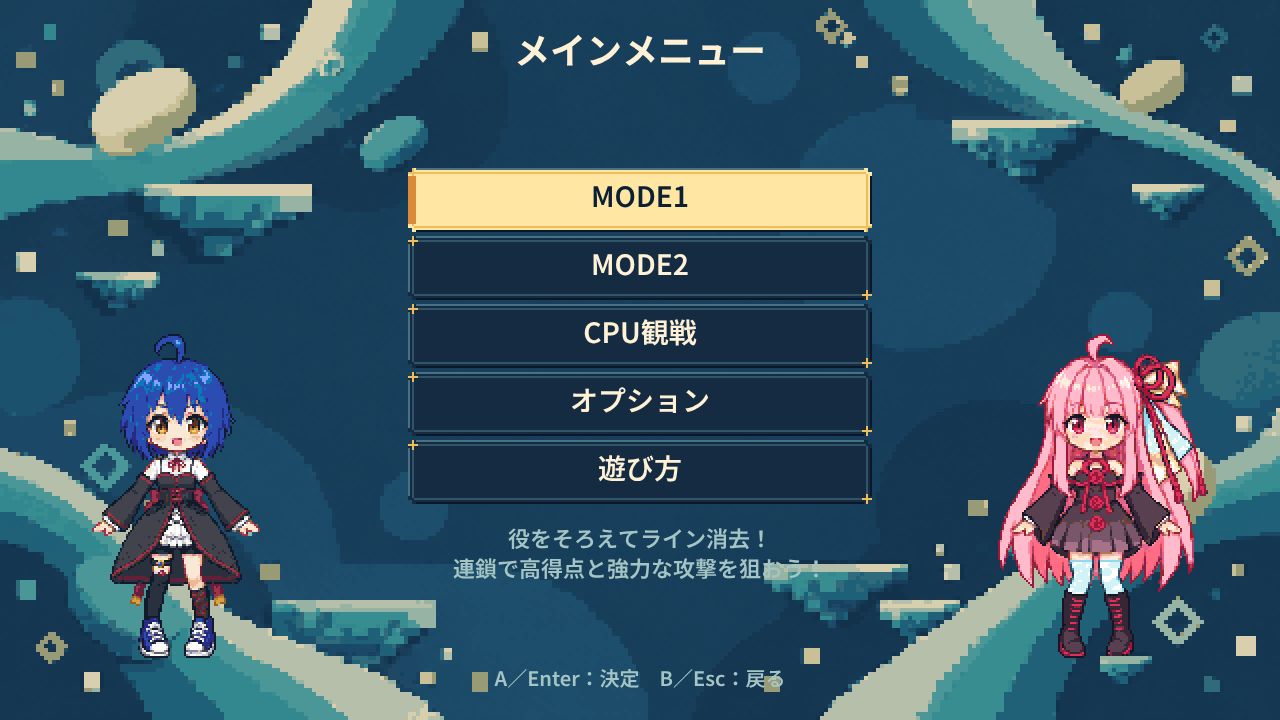 メインメニュー
MODE1
MODE2
CPU観戦
オプション
遊び方
役をそろえてライン消去！
連鎖で高得点と強力な攻撃を狙おう！
A／Enter：決定　B／Esc：戻る